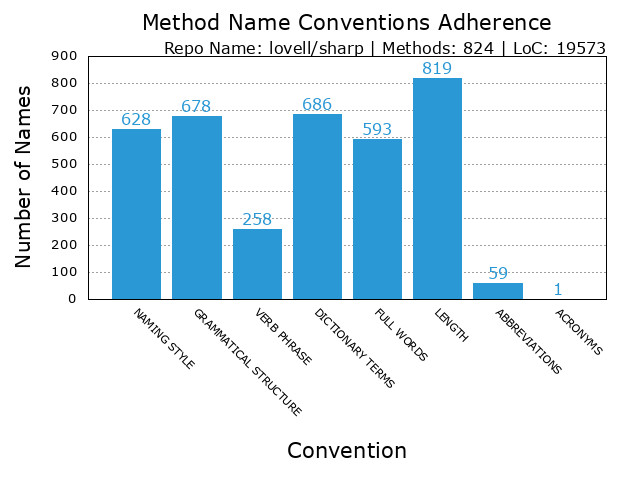 Method Name Conventions Adherence
Repo Name: lovell/sharp | Methods: 824 | LoC: 19573
Number of Names
900
800
700
600
500
400
300
200
100
0
628
678
258
686
593
819
59
1
NAMING STYLE
GRAMMATICAL STRUCTURE
VERB PHRASE
DICTIONARY TERMS
FULL WORDS
LENGTH
ABBREVIATIONS
ACRONYMS
Convention